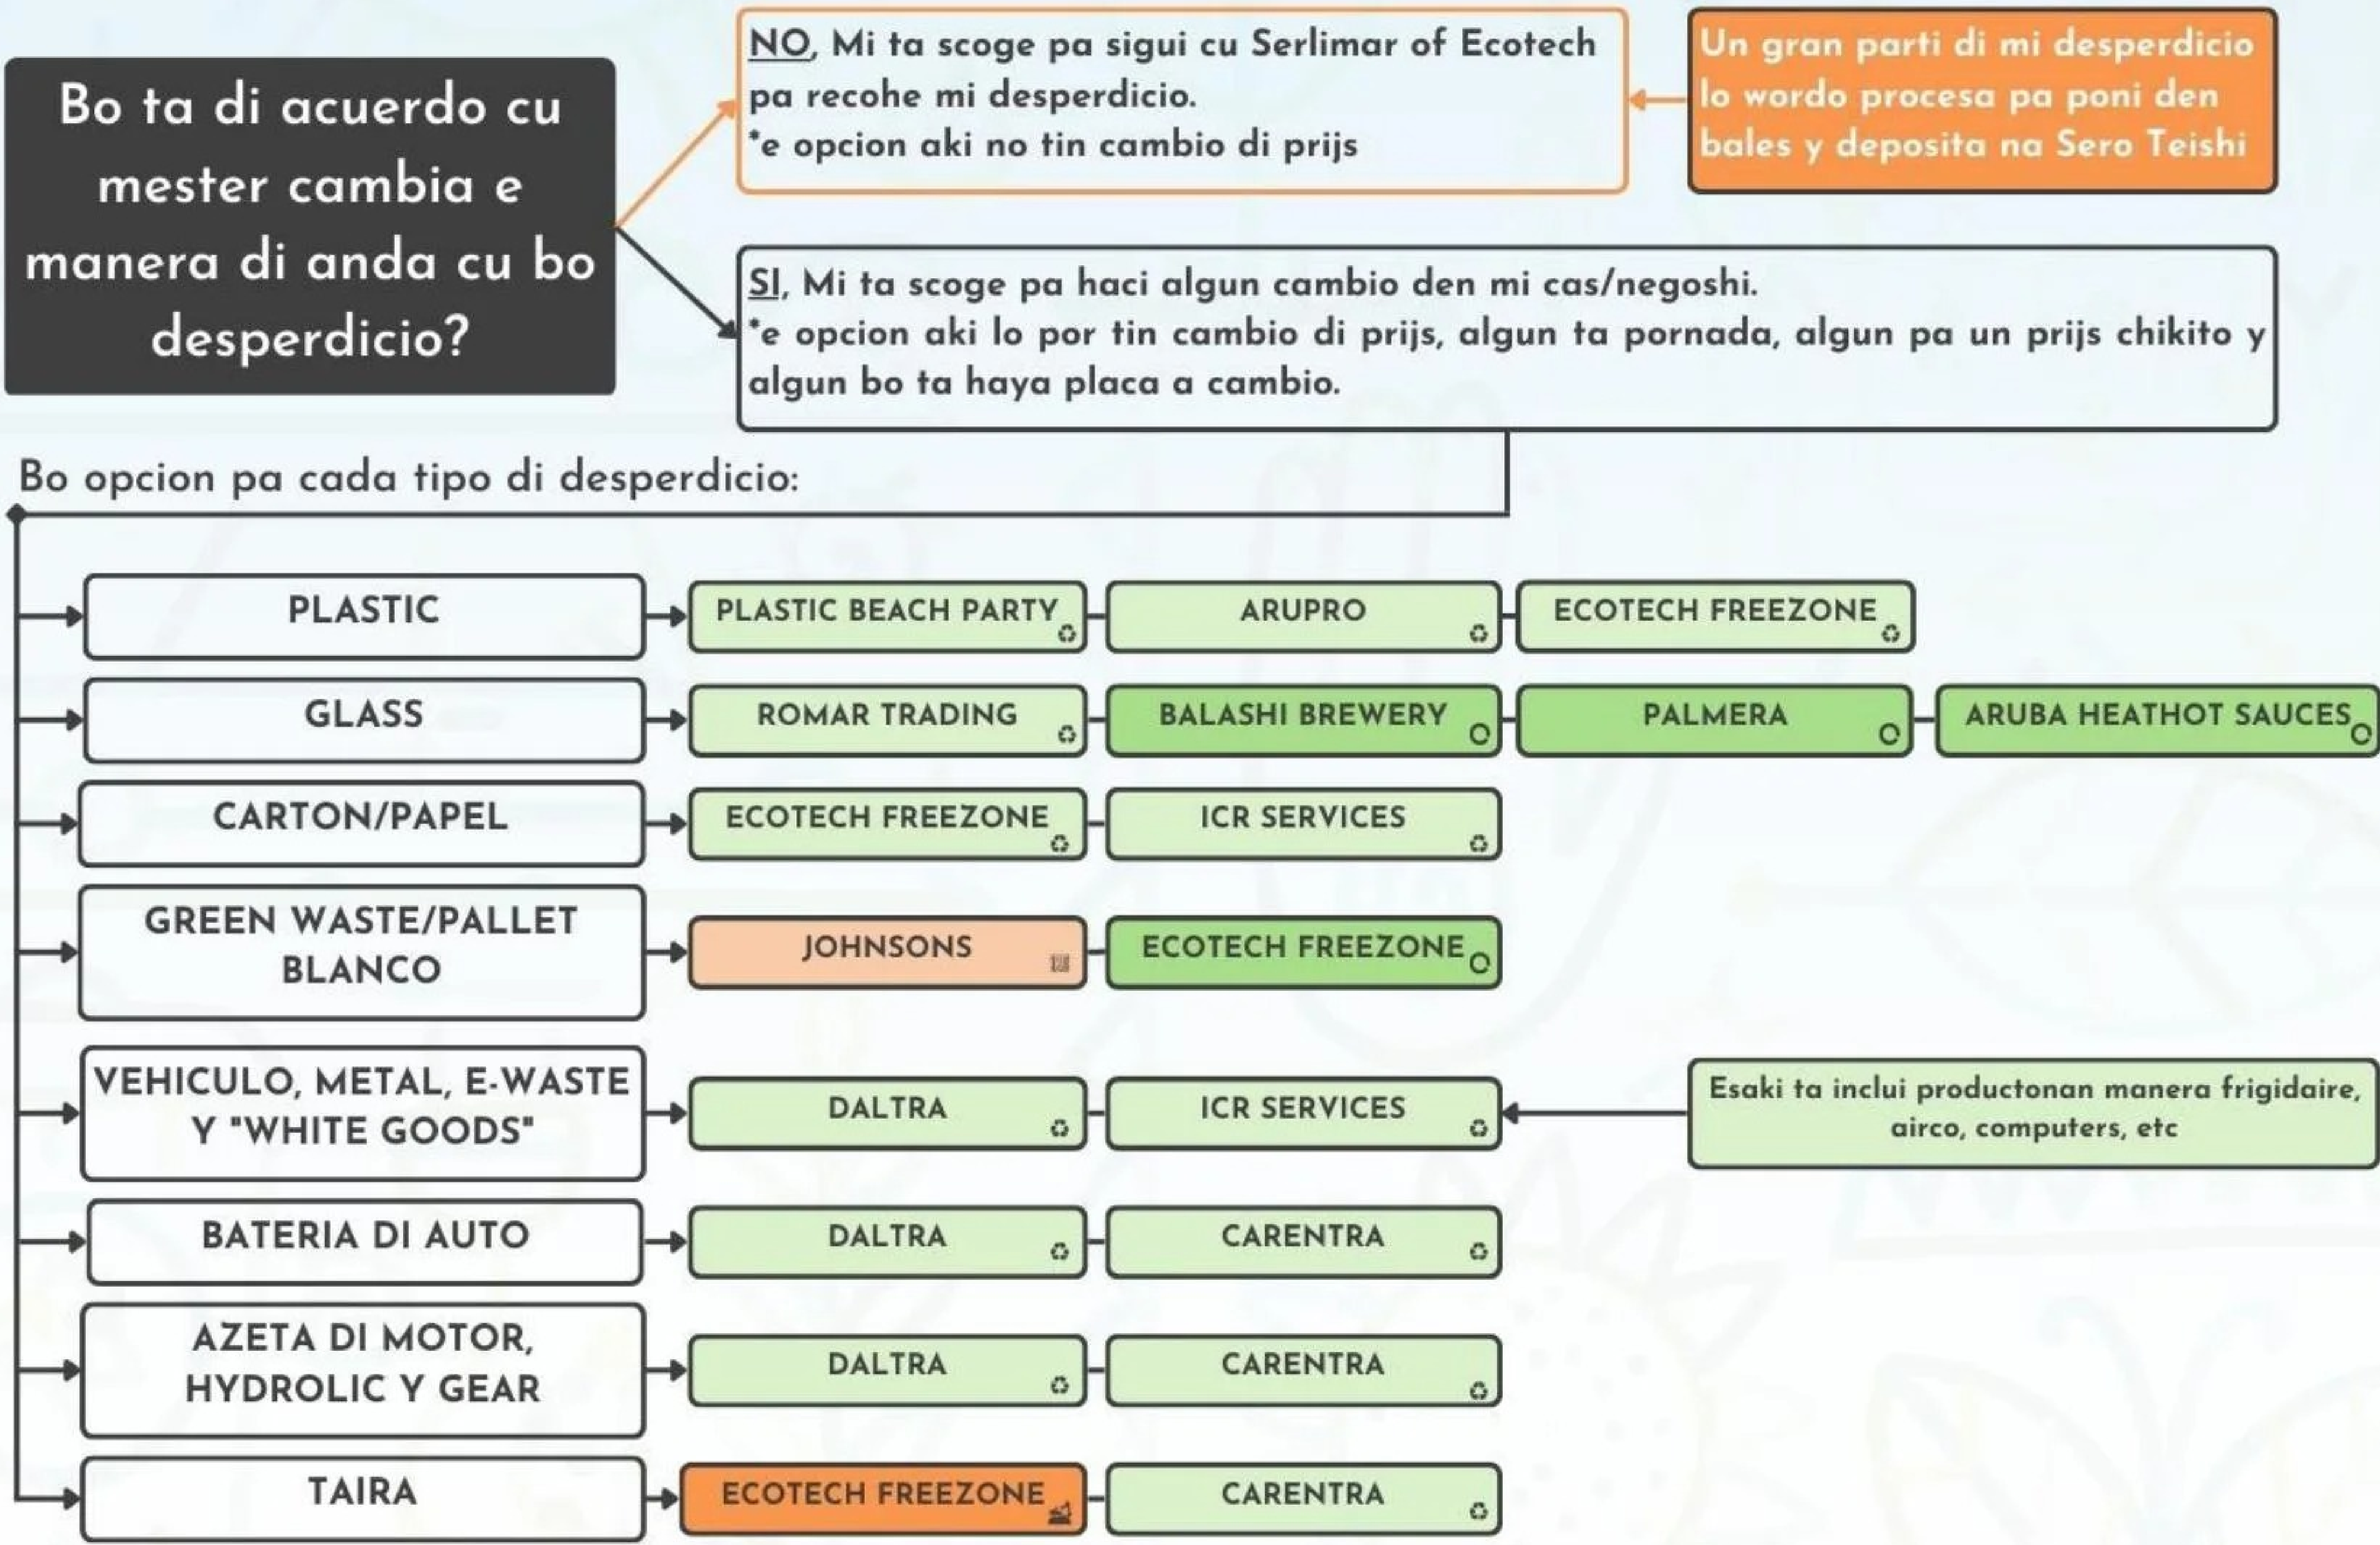 Bo ta di acuerdo cu
mester cambia e
manera di anda cu bo
desperdicio?
NO, Mi ta scoge pa sigui cu Serlimar of Ecotech
pa recohe mi desperdicio.
*e opcion aki no tin cambio di prijs
Un gran parti di mi desperdicio
lo wordo procesa pa poni den
bales y deposita na Sero Teishi
SI, Mi ta scoge pa haci algun cambio den mi cas/negoshi.
*e opcion aki lo por tin cambio di prijs, algun ta pornada, algun pa un prijs chikito y
algun bo ta haya placa a cambio.
Bo opcion pa cada tipo di desperdicio:
PLASTIC
PLASTIC BEACH PARTY
ARUPRO
ECOTECH FREEZONE
GLASS
ROMAR TRADING
BALASHI BREWERY
PALMERA
ARUBA HEATHOT SAUCES
CARTON/PAPEL
ECOTECH FREEZONE
ICR SERVICES
GREEN WASTE/PALLET
BLANCO
JOHNSONS
ECOTECH FREEZONE
VEHICULO, METAL, E-WASTE
Y "WHITE GOODS"
DALTRA
ICR SERVICES
Esaki ta inclui productonan manera frigidaire,
airco, computers, etc
BATERIA DI AUTO
DALTRA
CARENTRA
AZETA DI MOTOR,
HYDROLIC Y GEAR
DALTRA
CARENTRA
TAIRA
ECOTECH FREEZONE
CARENTRA